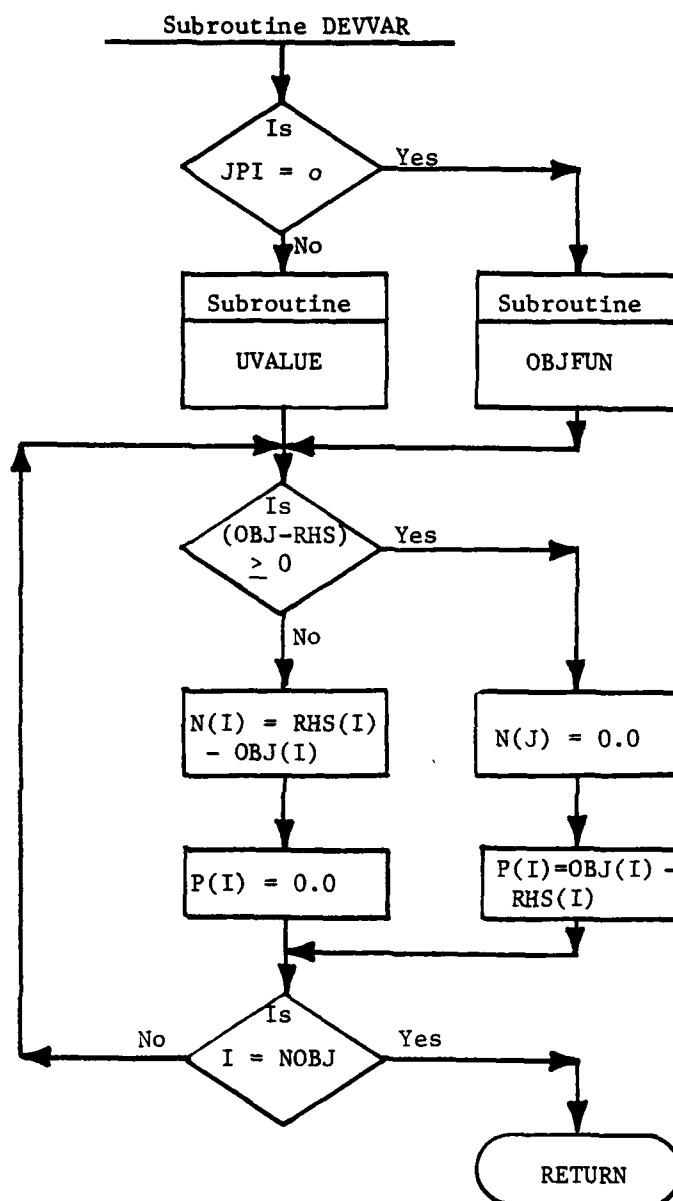 Subroutine DEVVAR
Is
JPI = o
Yes
No
Subroutine
UVALUE
Subroutine
OBJFUN
Is
(OBJ-RHS)
≥ 0
Yes
No
N(I) = RHS(I)
- OBJ(I)
N(J) = 0.0
P(I) = 0.0
P(I)=OBJ(I) -
RHS(I)
Is
I = NOBJ
No
Yes
RETURN